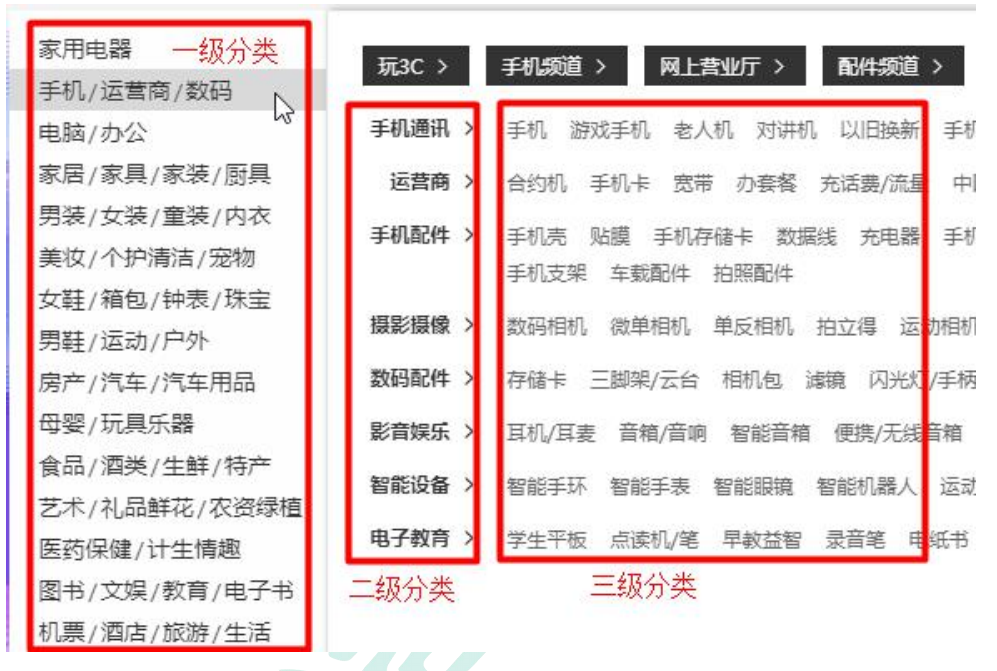 家用电器 一级分类
手机/运营商/数码
电脑/办公
家居/家具/家装/厨具
男装/女装/童装/内衣
美妆/个护清洁/宠物
女鞋/箱包/钟表/珠宝
男鞋/运动/户外
房产/汽车/汽车用品
母婴/玩具乐器
食品/酒类/生鲜/特产
艺术/礼品鲜花/农资绿植
医药保健/计生情趣
图书/文娱/教育/电子书
机票/酒店/旅游/生活
玩3C > 手机频道 > 网上营业厅 > 配件频道 >
手机通讯 > 手机 游戏手机 老人机 对讲机 以旧换新 手机
运营商 > 合约机 手机卡 宽带 办套餐 充话费/流量
手机配件 > 手机壳 贴膜 手机存储卡 数据线 充电器 手机
手机支架 车载配件 拍照配件
摄影摄像 > 数码相机 微单相机 单反相机 拍立得 运动相机
数码配件 > 存储卡 三脚架/云台 相机包 滤镜 闪光灯/手柄
影音娱乐 > 耳机/耳麦 音箱/音响 智能音箱 便携/无线音箱
智能设备 > 智能手环 智能手表 智能眼镜 智能机器人 运动
电子教育 > 学生平板 点读机/笔 早教益智 录音笔 电纸书
二级分类 三级分类